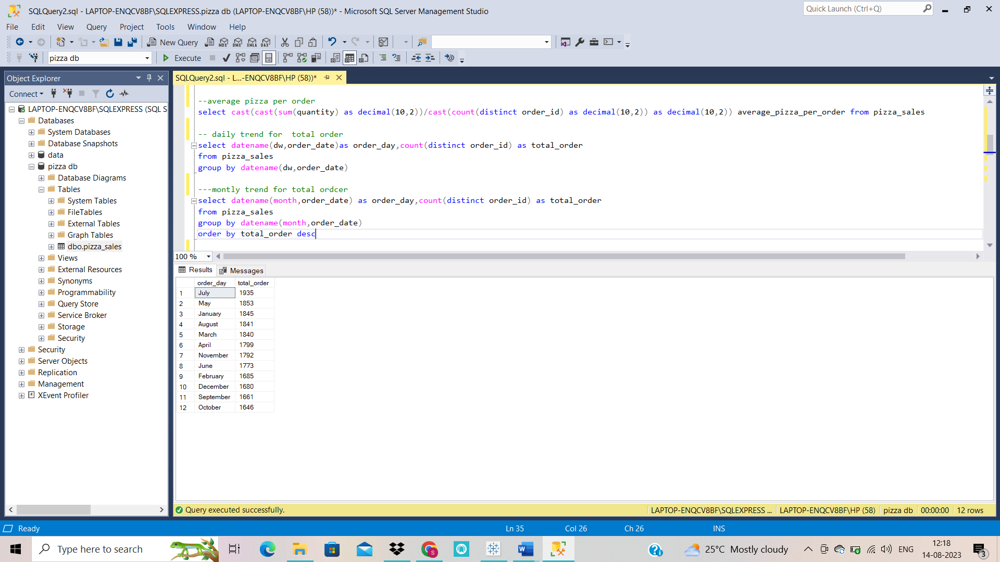 SQLQuery2.sql - LAPTOP-ENQCV8BF\SQLEXPRESS.pizza db (LAPTOP-ENQCV8BF\HP (58))* - Microsoft SQL Server Management Studio
Quick Launch (Ctrl+Q)
File Edit View Query Project Tools Window Help
New Query MDX DMX XMLA DAX
pizza db Execute
Object Explorer
Connect
LAPTOP-ENQCV8BF\SQLEXPRESS (SQL S
Databases
System Databases
Database Snapshots
data
pizza db
Database Diagrams
Tables
System Tables
FileTables
External Tables
Graph Tables
dbo.pizza_sales
Views
External Resources
Synonyms
Programmability
Query Store
Service Broker
Storage
Security
Security
Server Objects
Replication
Management
XEvent Profiler
SQLQuery2.sql - L...-ENQCV8BF\HP (58))*
--average pizza per order
select cast(cast(sum(quantity) as decimal(10,2))/cast(count(distinct order_id) as decimal(10,2)) as decimal(10,2)) average_pizza_per_order from pizza_sales
-- daily trend for  total order
select datename(dw,order_date)as order_day,count(distinct order_id) as total_order
from pizza_sales
group by datename(dw,order_date)
---montly trend for total ordcer
select datename(month,order_date) as order_day,count(distinct order_id) as total_order
from pizza_sales
group by datename(month,order_date)
order by total_order desc
100 %
Results Messages
order_day total_order
1 July 1935
2 May 1853
3 January 1845
4 August 1841
5 March 1840
6 April 1799
7 November 1792
8 June 1773
9 February 1685
10 December 1680
11 September 1661
12 October 1646
Query executed successfully. LAPTOP-ENQCV8BF\SQLEXPRESS ... LAPTOP-ENQCV8BF\HP (58) pizza db 00:00:00 12 rows
Ready Ln 35 Col 26 Ch 26 INS
Type here to search 25°C Mostly cloudy ENG 12:18
14-08-2023 3